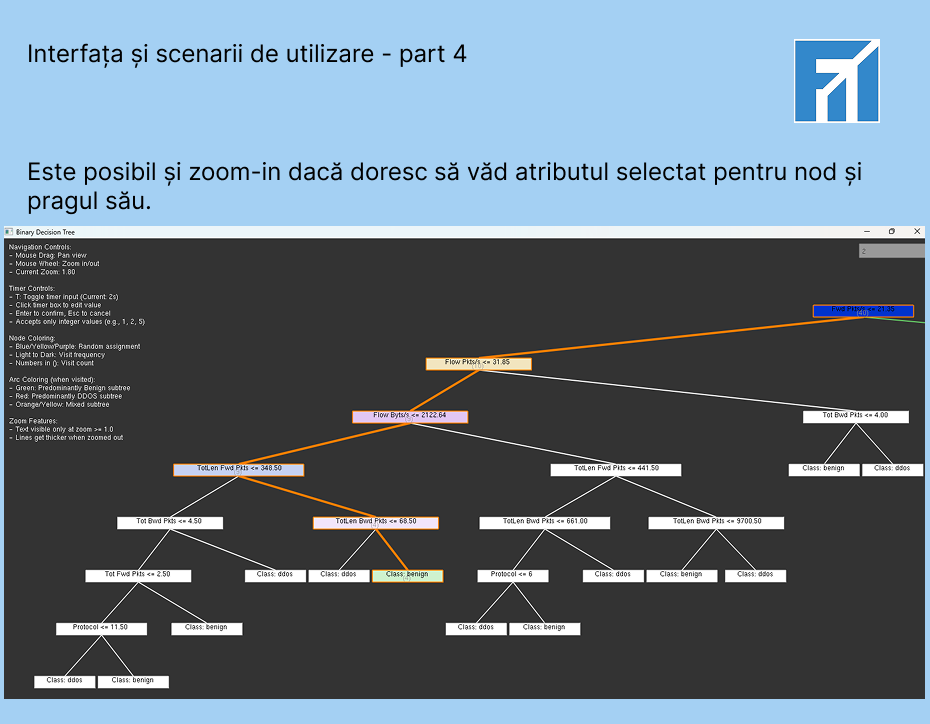 Interfața și scenarii de utilizare - part 4
Este posibil și zoom-in dacă doresc să văd atributul selectat pentru nod și
pragul său.
Binary Decision Tree
Navigation Controls:
- Mouse Drag: Pan view
- Mouse Wheel: Zoom in/out
- Current Zoom: 1.80
2
Timer Controls:
- T: Toggle timer input (Current: 2s)
- Click timer box to edit value
- Enter to confirm, Esc to cancel
- Accepts only integer values (e.g., 1, 2, 5)
Node Coloring:
- Blue/Yellow/Purple: Random assignment
- Light to Dark: Visit frequency
- Numbers in (): Visit count
Arc Coloring (when visited):
- Green: Predominantly Benign subtree
- Red: Predominantly DDOS subtree
- Orange/Yellow: Mixed subtree
Zoom Features:
- Text visible only at zoom >= 1.0
- Lines get thicker when zoomed out
<= 21.35
(40)
Flow Pkts/s <= 31.85
Flow Byts/s <= 2122.64
Tot Bwd Pkts <= 4.00
TotLen Fwd Pkts <= 348.50
TotLen Fwd Pkts <= 441.50
Class: benign
Class: ddos
Tot Bwd Pkts <= 4.50
TotLen Bwd Pkts <= 68.50
TotLen Bwd Pkts <= 661.00
TotLen Bwd Pkts <= 9700.50
Tot Fwd Pkts <= 2.50
Class: ddos
Class: ddos
Class: benign
Protocol <= 6
Class: ddos
Class: benign
Class: ddos
Protocol <= 11.50
Class: benign
Class: ddos
Class: benign
Class: ddos
Class: benign